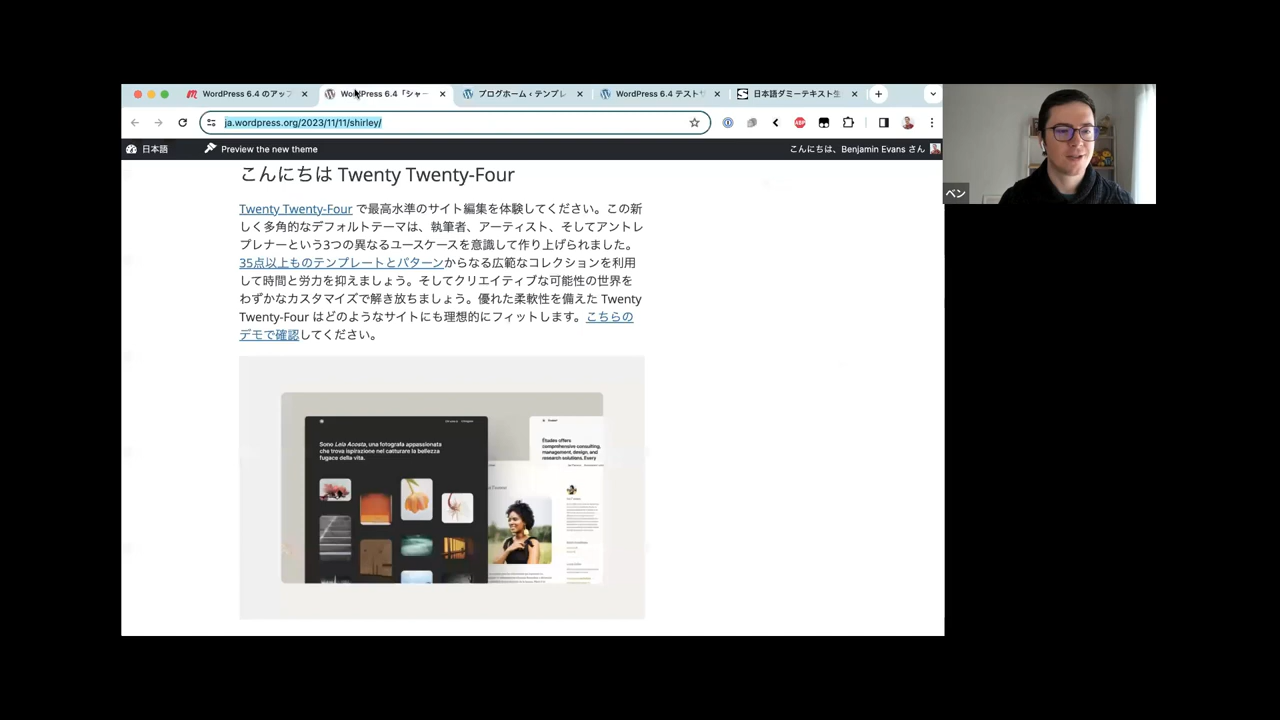 WordPress 6.4 のアップ
WordPress 6.4「シャー
ブログホーム ‹ テンプレ
WordPress 6.4 テストサ
日本語ダミーテキスト生
ja.wordpress.org/2023/11/11/shirley/
日本語
Preview the new theme
こんにちは、Benjamin Evans さん
ベン
こんにちは Twenty Twenty-Four
Twenty Twenty-Four で最高水準のサイト編集を体験してください。この新
しく多角的なデフォルトテーマは、執筆者、アーティスト、そしてアントレ
プレナーという3つの異なるユースケースを意識して作り上げられました。
35点以上ものテンプレートとパターンからなる広範なコレクションを利用
して時間と労力を抑えましょう。そしてクリエイティブな可能性の世界を
わずかなカスタマイズで解き放ちましょう。優れた柔軟性を備えた Twenty
Twenty-Four はどのようなサイトにも理想的にフィットします。こちらの
デモで確認してください。
Sono Leia Acosta, una fotografa appassionata
che trova ispirazione nel catturare la bellezza
fugace della vita.
Études offers
comprehensive consulting,
management, design, and
research solutions. Every